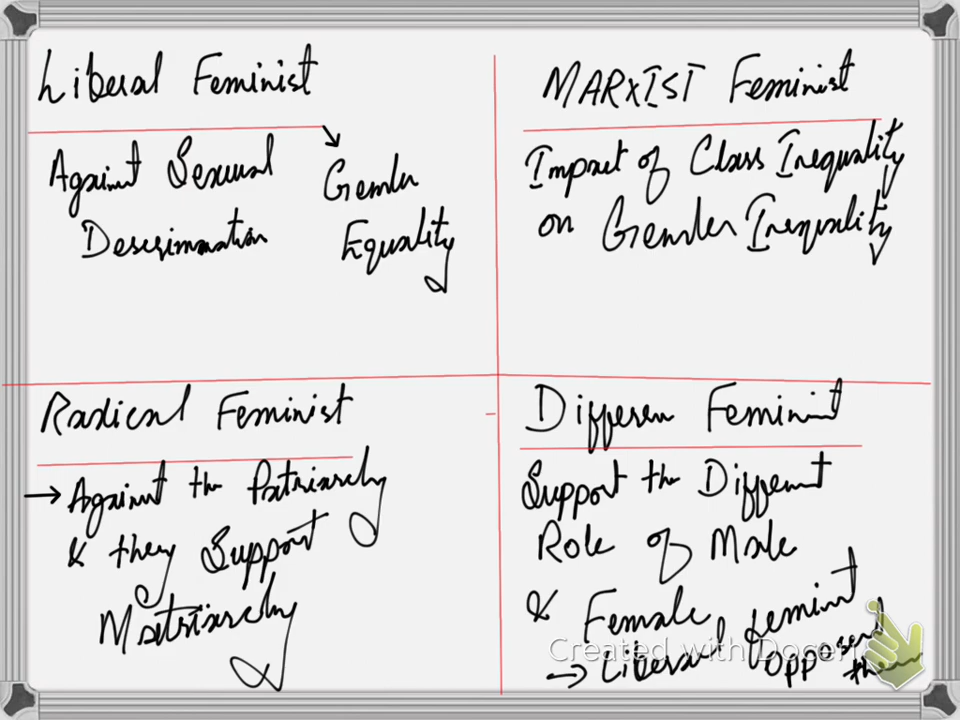 Liberal Feminist
Against Sexual
Descrimination
→ Gender
Equality
MARxIST Feminist
Impact of Class Inequality
on Gender Inequality
Radical Feminist
→ Against the Patriarchy
& they Support
Matriarchy
Differen Feminist
Support the Different
Role of Male
& Female
→ Liberal feminist
opposed
them
Created with Doceri